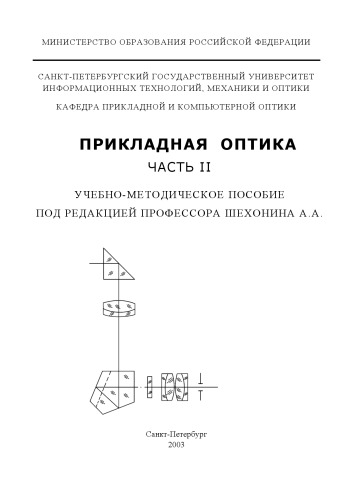 МИНИСТЕРСТВО ОБРАЗОВАНИЯ РОССИЙСКОЙ ФЕДЕРАЦИИ
САНКТ-ПЕТЕРБУРГСКИЙ ГОСУДАРСТВЕННЫЙ УНИВЕРСИТЕТ
ИНФОРМАЦИОННЫХ ТЕХНОЛОГИЙ, МЕХАНИКИ И ОПТИКИ
КАФЕДРА ПРИКЛАДНОЙ И КОМПЬЮТЕРНОЙ ОПТИКИ
ПРИКЛАДНАЯ ОПТИКА
ЧАСТЬ II
УЧЕБНО-МЕТОДИЧЕСКОЕ ПОСОБИЕ
ПОД РЕДАКЦИЕЙ ПРОФЕССОРА ШЕХОНИНА А.А.
Санкт-Петербург
2003